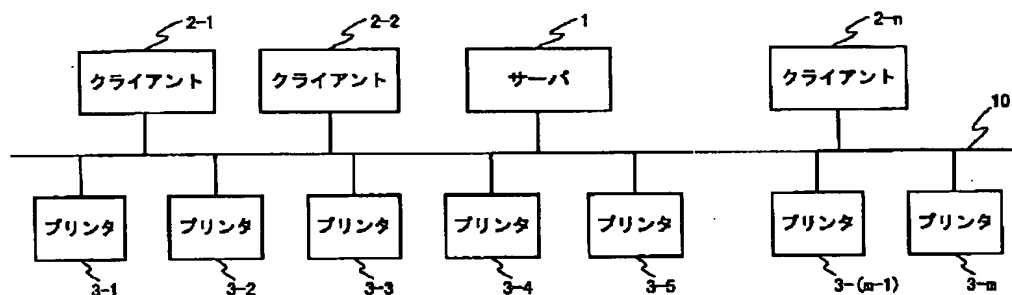 2-1 2-2 1 2-n
クライアント クライアント サーバ クライアント
10
プリンタ プリンタ プリンタ プリンタ プリンタ プリンタ プリンタ
3-1 3-2 3-3 3-4 3-5 3-(m-1) 3-m